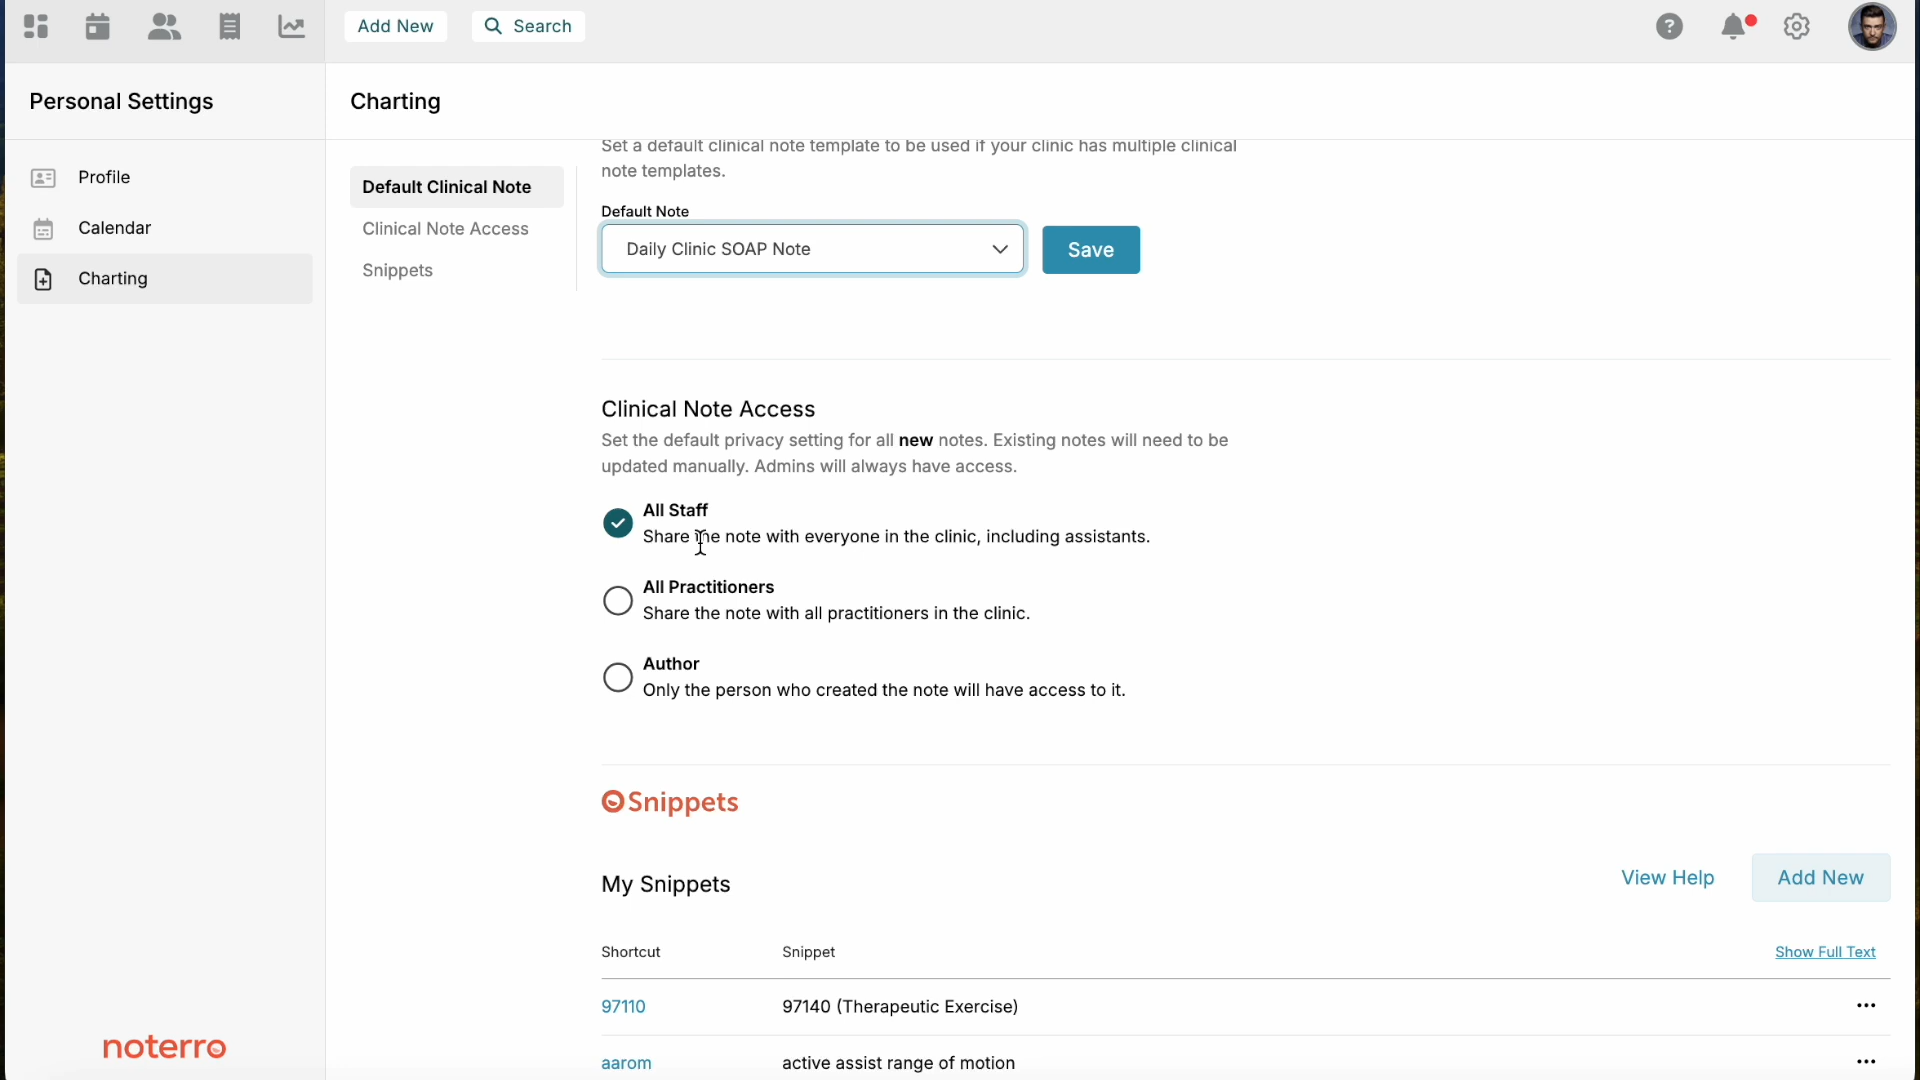 Add New
Search
Personal Settings
Charting
Profile
Calendar
Charting
Default Clinical Note
Clinical Note Access
Snippets
Set a default clinical note template to be used if your clinic has multiple clinical
note templates.
Default Note
Daily Clinic SOAP Note
Save
Clinical Note Access
Set the default privacy setting for all new notes. Existing notes will need to be
updated manually. Admins will always have access.
All Staff
Share the note with everyone in the clinic, including assistants.
All Practitioners
Share the note with all practitioners in the clinic.
Author
Only the person who created the note will have access to it.
Snippets
My Snippets
View Help
Add New
Shortcut
Snippet
Show Full Text
97110
97140 (Therapeutic Exercise)
aarom
active assist range of motion
noterro